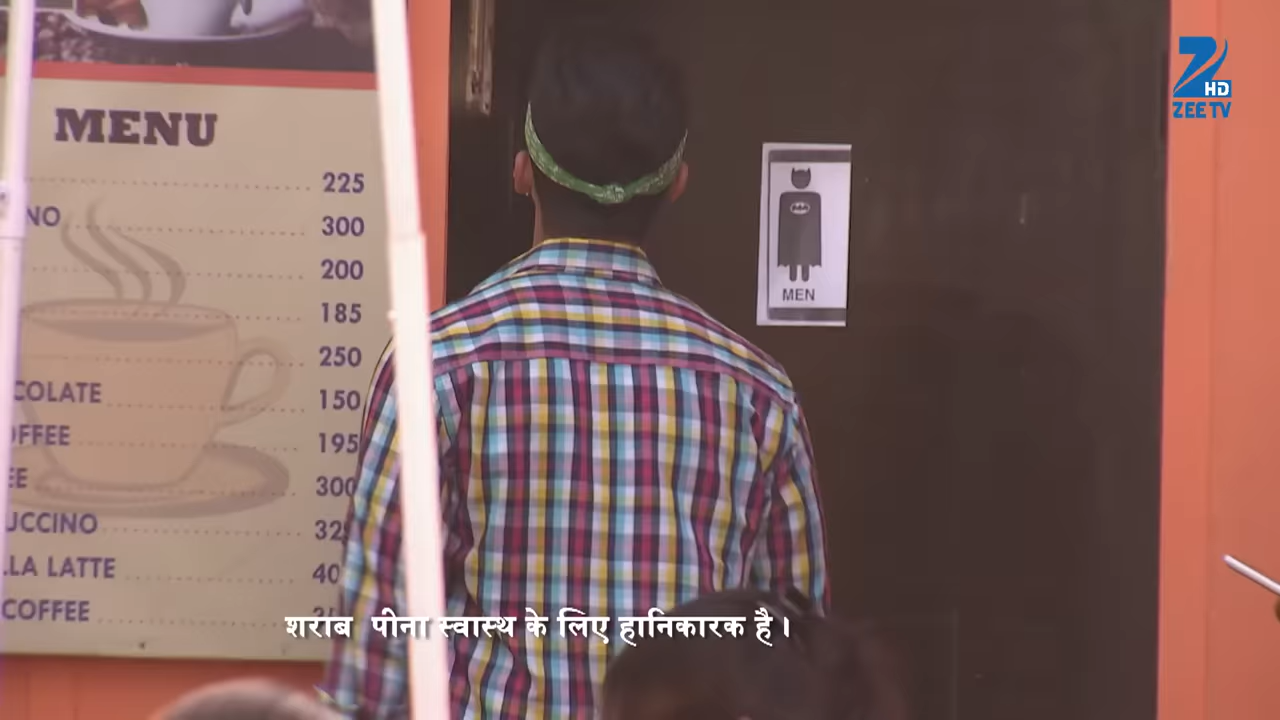 MENU
225
NO 300
200
185
250
COLATE 150
OFFEE 195
EE 300
UCCINO
LLA LATTE
COFFEE
MEN
Z
HD
ZEE TV
शराब पीना स्वास्थ के लिए हानिकारक है।